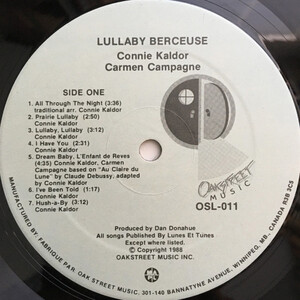 LULLABY BERCEUSE
Connie Kaldor
Carmen Campagne
SIDE ONE
1. All Through The Night (3:36)
traditional arr. Connie Kaldor
2. Prairie Lullaby (2:50)
Connie Kaldor
3. Lullaby, Lullaby (3:12)
Connie Kaldor
4. I Have You (3:31)
Connie Kaldor
5. Dream Baby, L'Enfant de Reves
(4:35) Connie Kaldor, Carmen
Campagne based on "Au Claire du
Lune" by Claude Debussy, adapted by
Connie Kaldor
6. I've Been Told (3:17)
Connie Kaldor
7. Hush-a-By (3:12)
Connie Kaldor
OAKSTREET
MUSIC
OSL-011
Produced by Dan Donahue
All songs Published By Lunes Et Tunes
Except where listed.
© Copyright 1988
OAKSTREET MUSIC INC.
MANUFACTURED BY/FABRIQUE PAR: OAK STREET MUSIC. 301-140 BANNATYNE AVENUE, WINNIPEG, MB., CANADA R3B 3C5